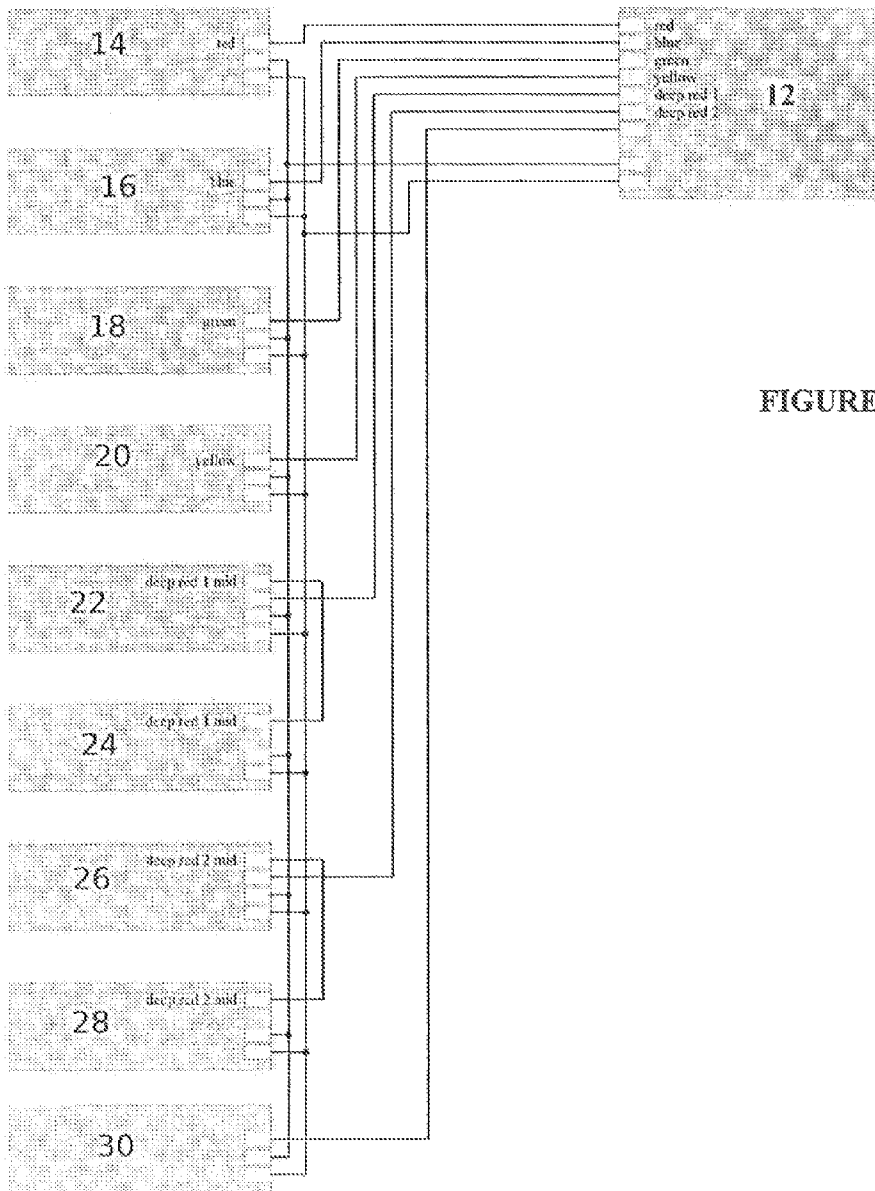 14
red
16
blue
18
green
20
yellow
22
deep red 1 mid
24
deep red 1 mid
26
deep red 2 mid
28
deep red 2 mid
30
red
blue
green
yellow
deep red 1
deep red 2
12
FIGURE